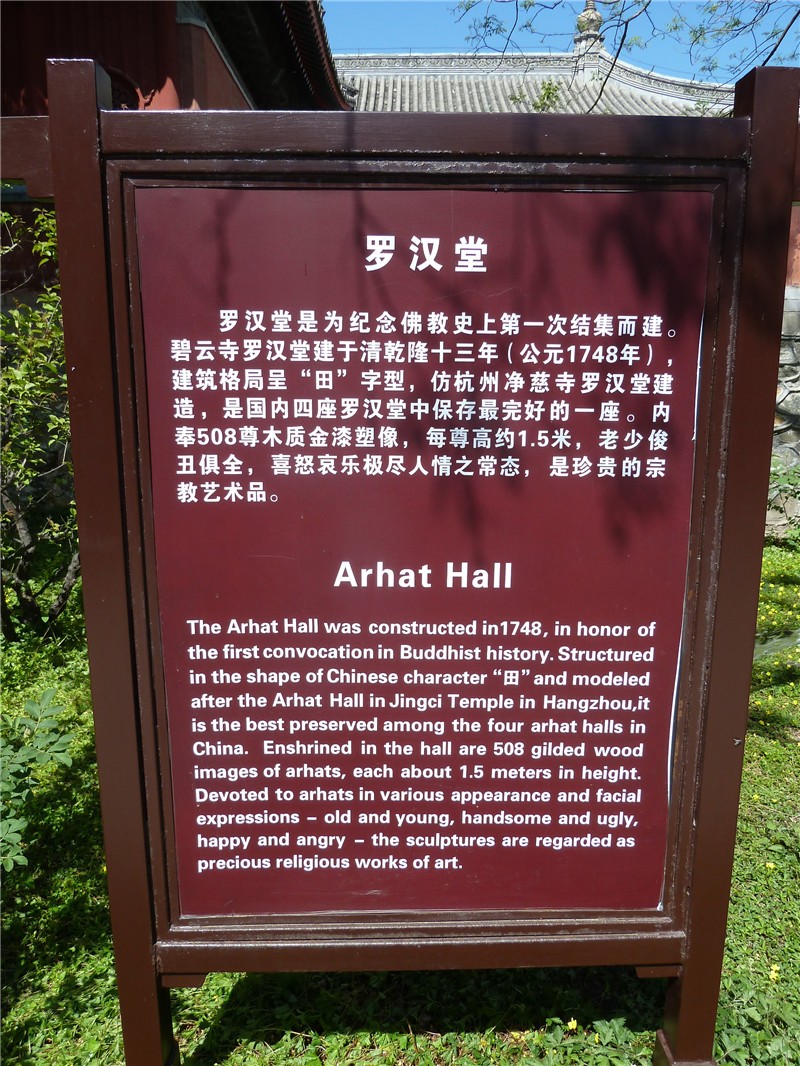 罗汉堂
罗汉堂是为纪念佛教史上第一次结集而建。
碧云寺罗汉堂建于清乾隆十三年（公元1748年），
建筑格局呈“田”字型，仿杭州净慈寺罗汉堂建
造，是国内四座罗汉堂中保存最完好的一座。内
奉508尊木质金漆塑像，每尊高约1.5米，老少俊
丑俱全，喜怒哀乐极尽人情之常态，是珍贵的宗
教艺术品。
Arhat Hall
The Arhat Hall was constructed in1748, in honor of
the first convocation in Buddhist history. Structured
in the shape of Chinese character “田” and modeled
after the Arhat Hall in Jingci Temple in Hangzhou,it
is the best preserved among the four arhat halls in
China. Enshrined in the hall are 508 gilded wood
images of arhats, each about 1.5 meters in height.
Devoted to arhats in various appearance and facial
expressions – old and young, handsome and ugly,
happy and angry – the sculptures are regarded as
precious religious works of art.